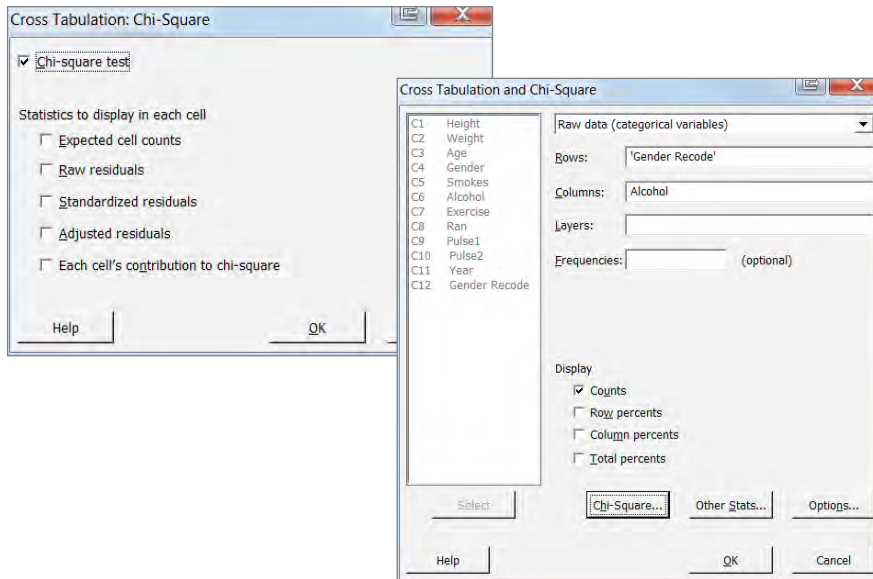 Cross Tabulation: Chi-Square
Chi-square test
Statistics to display in each cell
Expected cell counts
Raw residuals
Standardized residuals
Adjusted residuals
Each cell's contribution to chi-square
Help
OK
Cross Tabulation and Chi-Square
C1 Height
C2 Weight
C3 Age
C4 Gender
C5 Smokes
C6 Alcohol
C7 Exercise
C8 Ran
C9 Pulse1
C10 Pulse2
C11 Year
C12 Gender Recode
Raw data (categorical variables)
Rows: 'Gender Recode'
Columns: Alcohol
Layers:
Frequencies: (optional)
Display
Counts
Row percents
Column percents
Total percents
Select
Chi-Square... Other Stats... Options...
Help OK Cancel